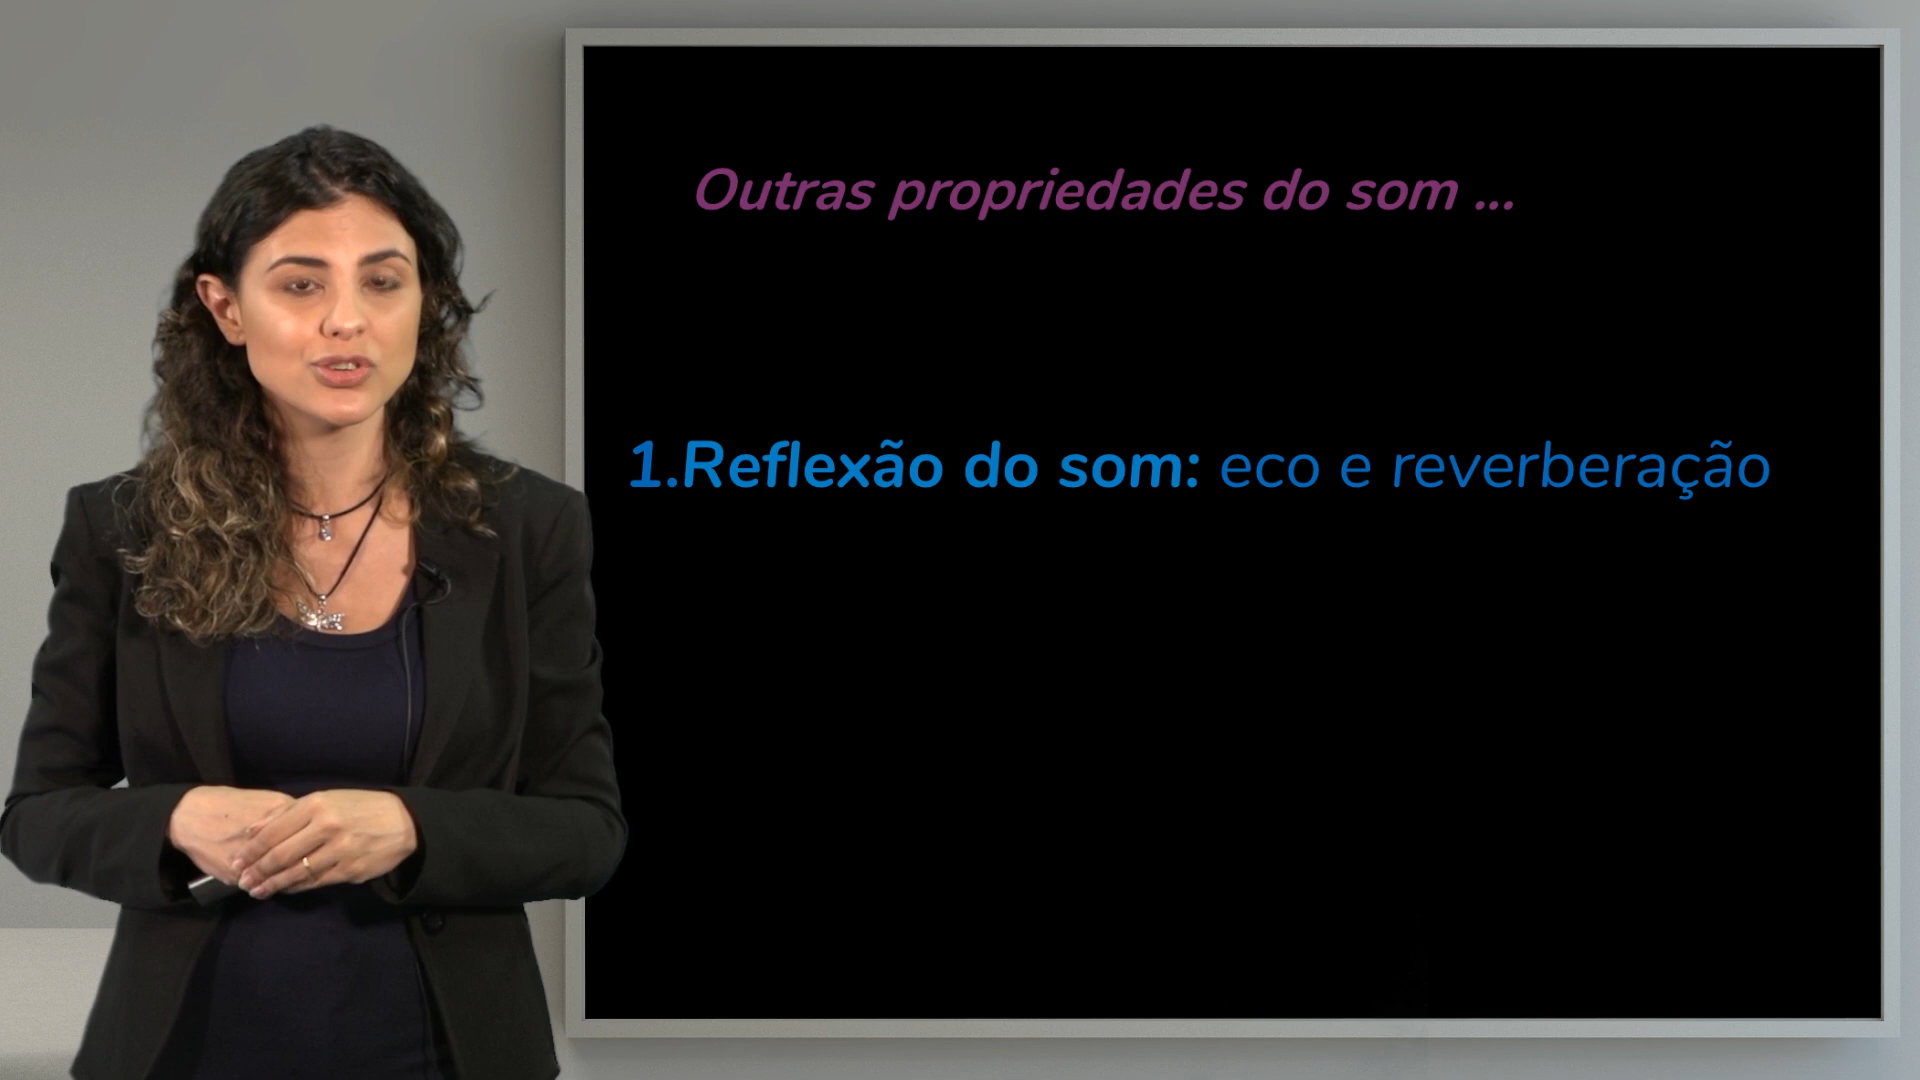 Outras propriedades do som ...
1.Reflexão do som: eco e reverberação